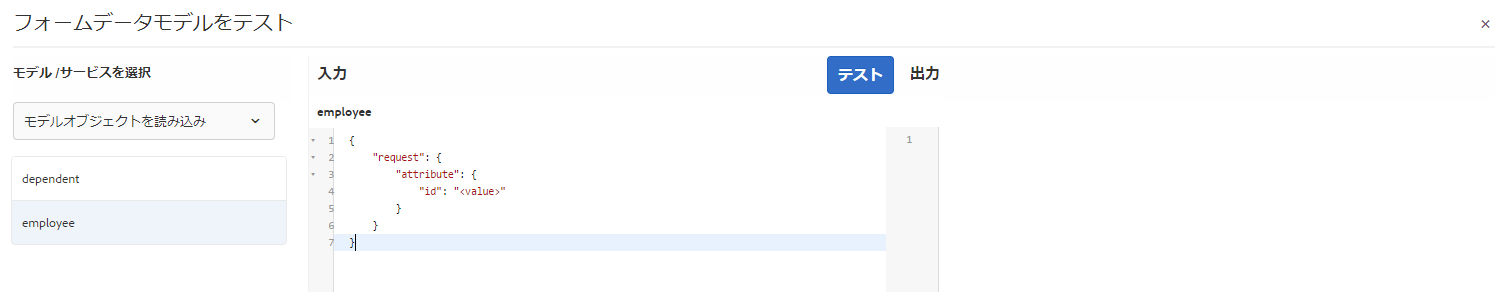 フォームデータモデルをテスト
×
モデル /サービスを選択
モデルオブジェクトを読み込み
dependent
employee
入力
テスト
employee
1 {
2 "request": {
3 "attribute": {
4 "id": "<value>"
5 }
6 }
7 }
出力
1